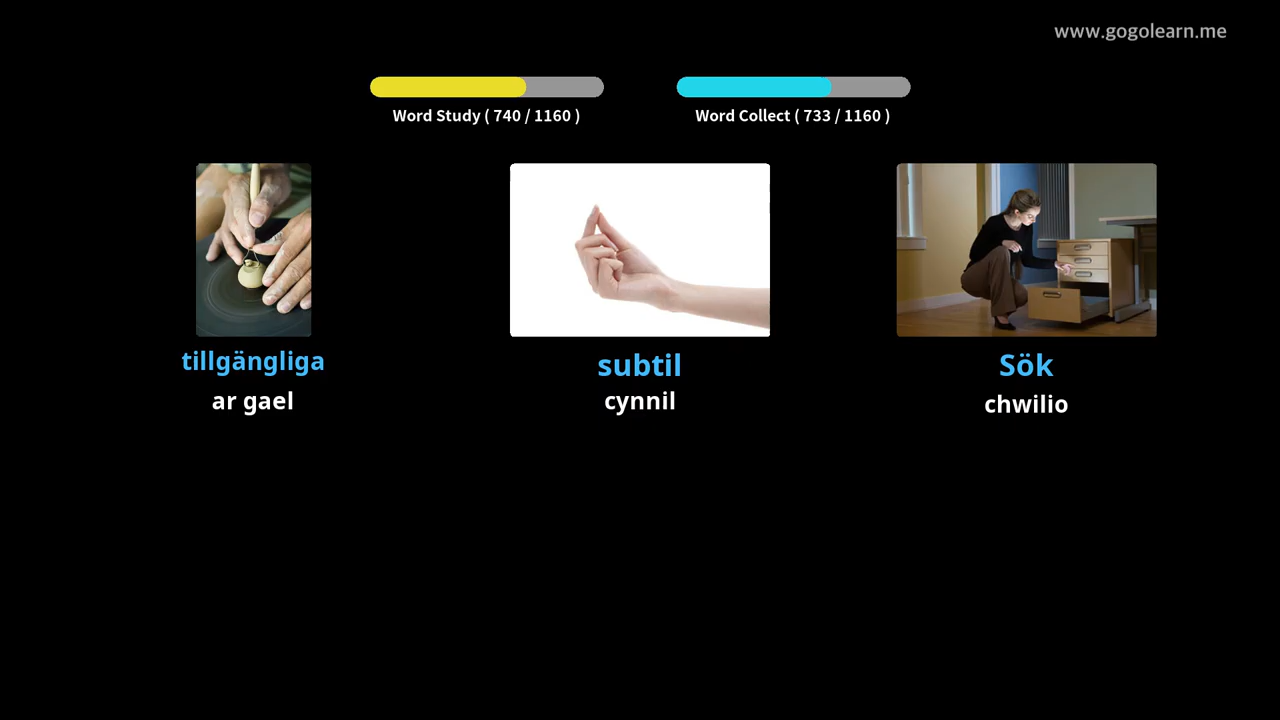 www.gogolearn.me
Word Study ( 740 / 1160 )
Word Collect ( 733 / 1160 )
tillgängliga
ar gael
subtil
cynnil
Sök
chwilio